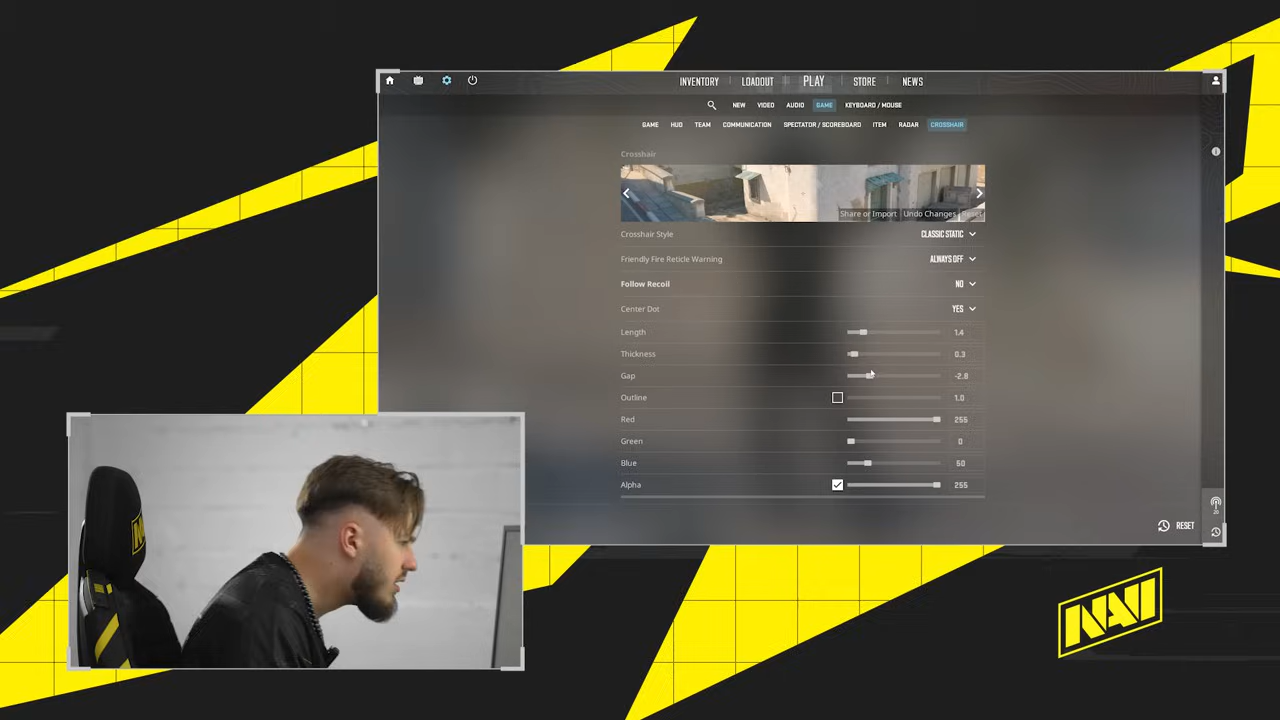 INVENTORY LOADOUT PLAY STORE NEWS
NEW VIDEO AUDIO GAME KEYBOARD / MOUSE
GAME HUD TEAM COMMUNICATION SPECTATOR / SCOREBOARD ITEM RADAR CROSSHAIR
Crosshair
Share or Import Undo Changes Reset
Crosshair Style CLASSIC STATIC
Friendly Fire Reticle Warning ALWAYS OFF
Follow Recoil NO
Center Dot YES
Length 1.4
Thickness 0.3
Gap -2.8
Outline 1.0
Red 255
Green 0
Blue 50
Alpha 255
RESET
NAVI